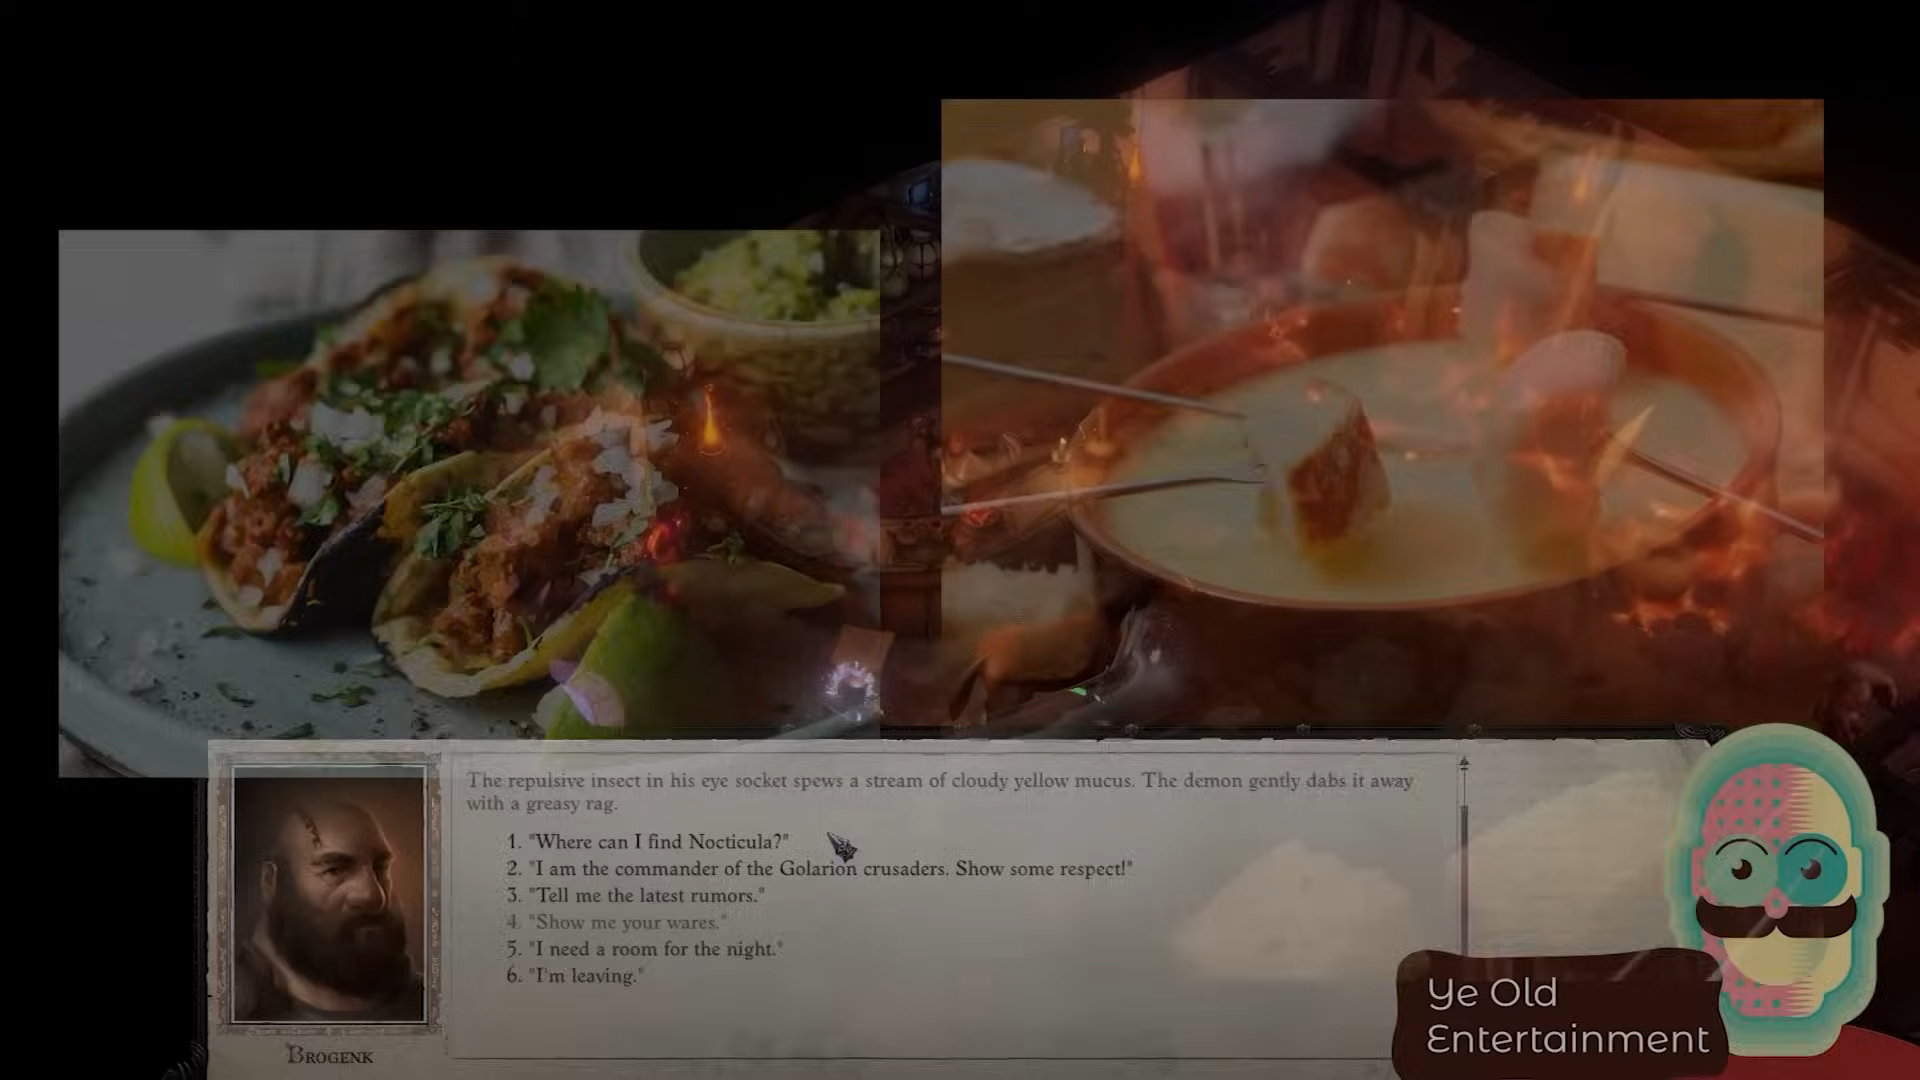 The repulsive insect in his eye socket spews a stream of cloudy yellow mucus. The demon gently dabs it away
with a greasy rag.
1. "Where can I find Nocticula?"
2. "I am the commander of the Golarion crusaders. Show some respect!"
3. "Tell me the latest rumors."
4. "Show me your wares."
5. "I need a room for the night."
6. "I'm leaving."
Brogenk
Ye Old
Entertainment